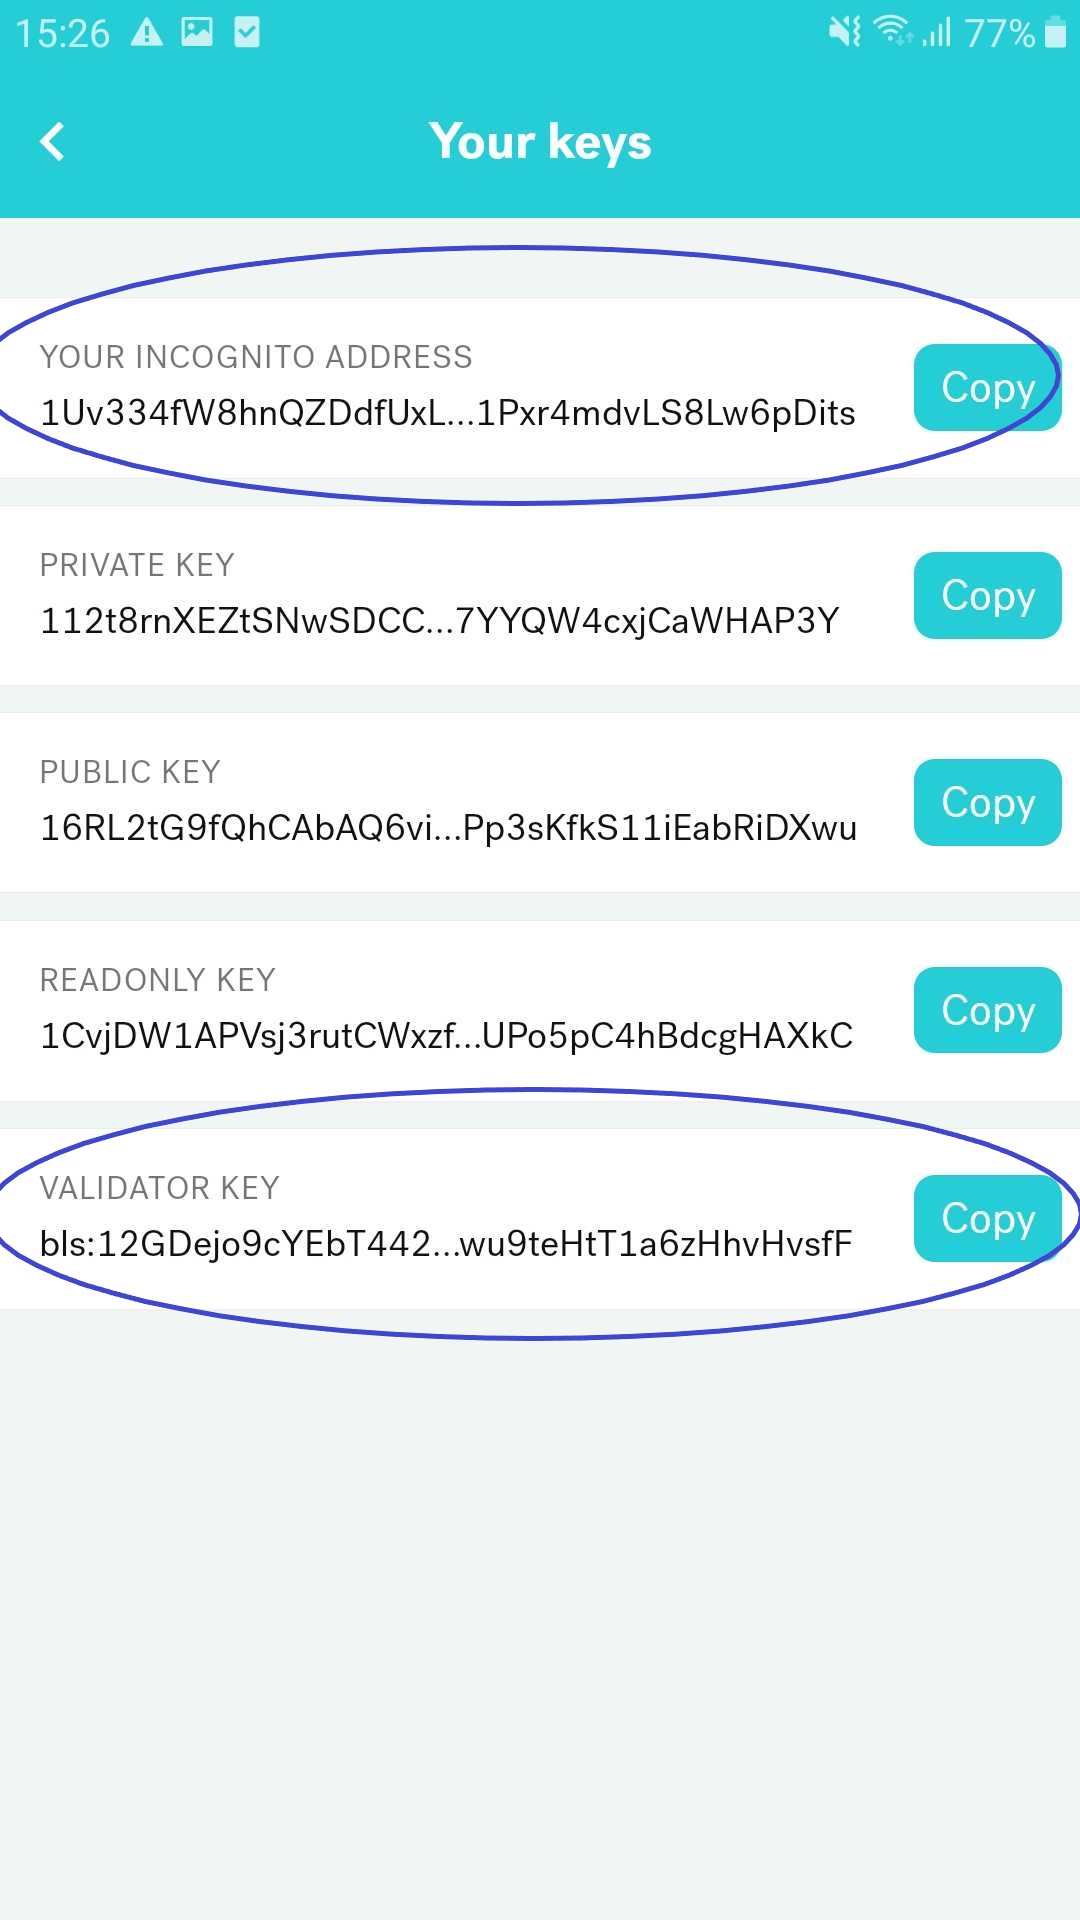 15:26 77%
Your keys
YOUR INCOGNITO ADDRESS
1Uv334fW8hnQZDdfUxL...1Pxr4mdvLS8Lw6pDits
Copy
PRIVATE KEY
112t8rnXEZtSNwSDCC...7YYQW4cxjCaWHAP3Y
Copy
PUBLIC KEY
16RL2tG9fQhCAbAQ6vi...Pp3sKfkS11iEabRiDXwu
Copy
READONLY KEY
1CvjDW1APVsj3rutCWxzf...UPo5pC4hBdcgHAXkC
Copy
VALIDATOR KEY
bls:12GDejo9cYEbT442...wu9teHtT1a6zHhvHvsfF
Copy